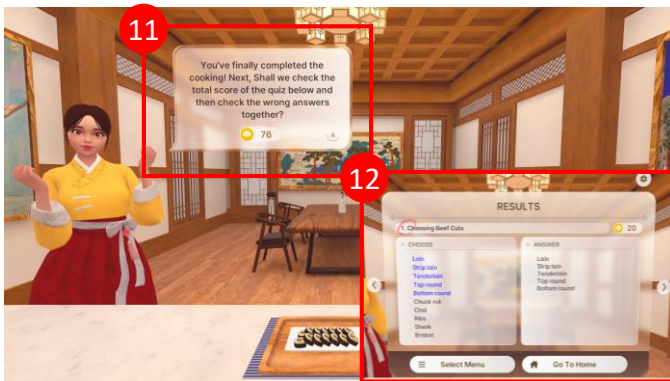 11
You've finally completed the
cooking! Next, Shall we check the
total score of the quiz below and
then check the wrong answers
together?
76
12
RESULTS
1. Choosing Beef Cuts
20
CHOOSE
Loin
Strip loin
Tenderloin
Top round
Bottom round
Chuck roll
Clod
Ribs
Shank
Brisket
ANSWER
Loin
Strip loin
Tenderloin
Top round
Bottom round
Select Menu
Go To Home